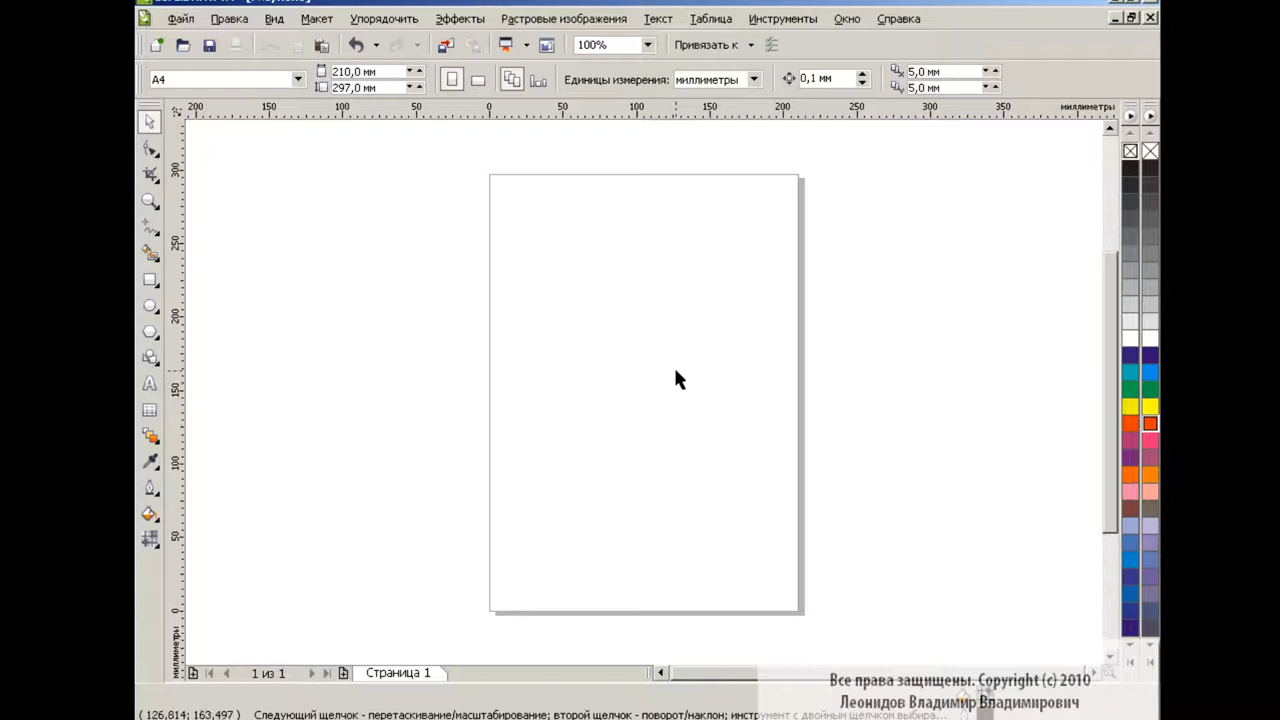 Файл Правка Вид Макет Упорядочить Эффекты Растровые изображения Текст Таблица Инструменты Окно Справка
100% Привязать к
A4 210,0 мм 297,0 мм Единицы измерения: миллиметры 0,1 мм 5,0 мм 5,0 мм
200 150 100 50 0 50 100 150 200 250 300 350 миллиметры
300
250
200
150
100
50
0
миллиметры
1 из 1 Страница 1
Все права защищены. Copyright (c) 2010
Леонидов Владимир Владимирович
( 126,814; 163,497 ) Следующий щелчок - перетаскивание/масштабирование; второй щелчок - поворот/наклон; инструмент с двойным щелчком выбира...